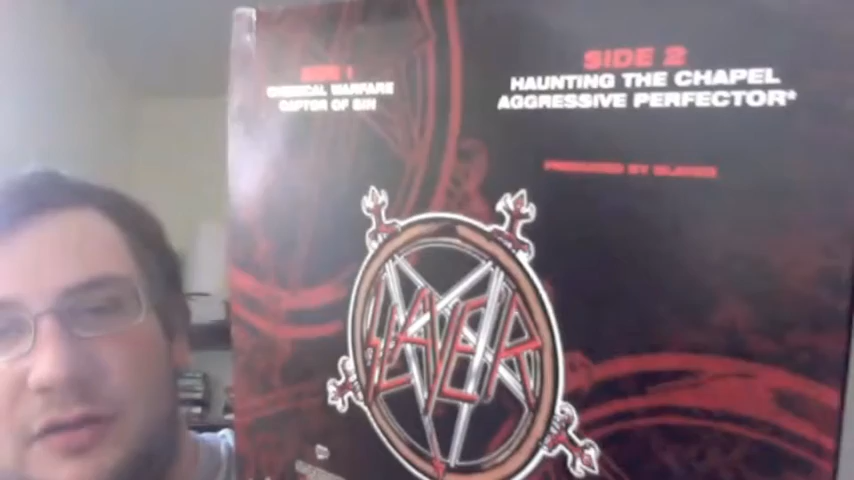 SIDE 1
CHEMICAL WARFARE
CAPTOR OF SIN
SIDE 2
HAUNTING THE CHAPEL
AGGRESSIVE PERFECTOR*
PRODUCED BY SLAYER
SLAYER